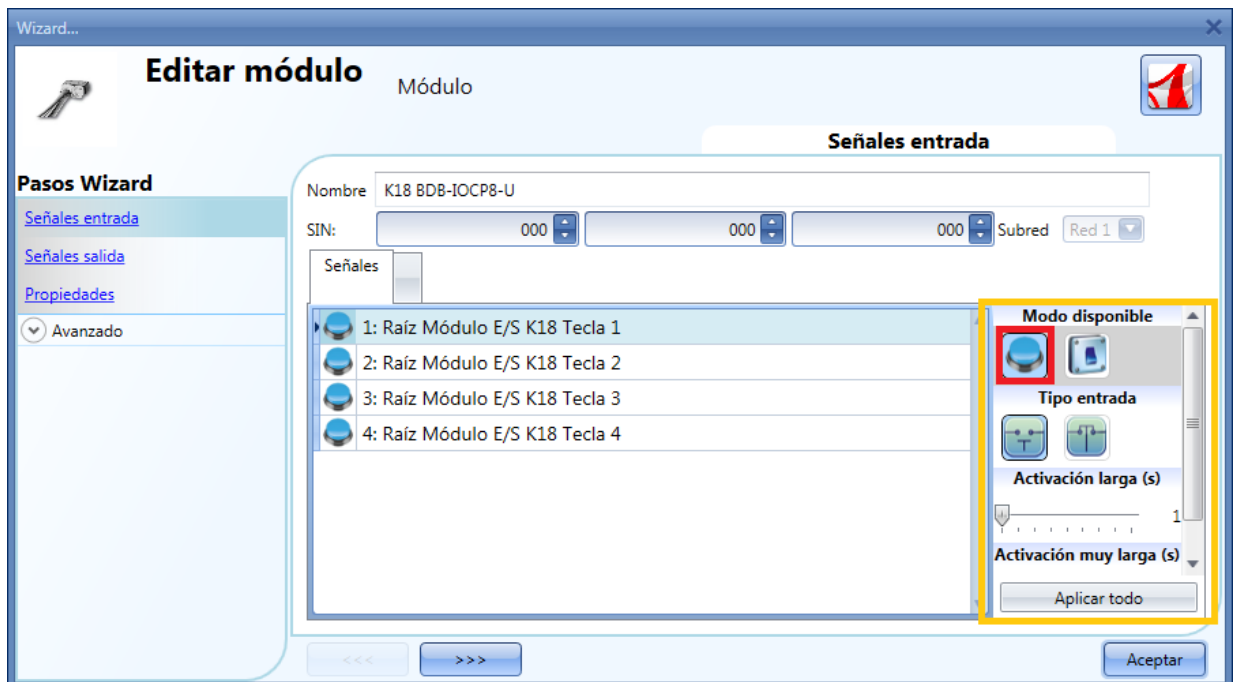 Wizard...
Editar módulo
Módulo
Señales entrada
Pasos Wizard
Señales entrada
Señales salida
Propiedades
Avanzado
Nombre K18 BDB-IOCP8-U
SIN: 000 000 000 Subred Red 1
Señales
1: Raíz Módulo E/S K18 Tecla 1
2: Raíz Módulo E/S K18 Tecla 2
3: Raíz Módulo E/S K18 Tecla 3
4: Raíz Módulo E/S K18 Tecla 4
Modo disponible
Tipo entrada
Activación larga (s)
1
Activación muy larga (s)
Aplicar todo
<<< >>> Aceptar